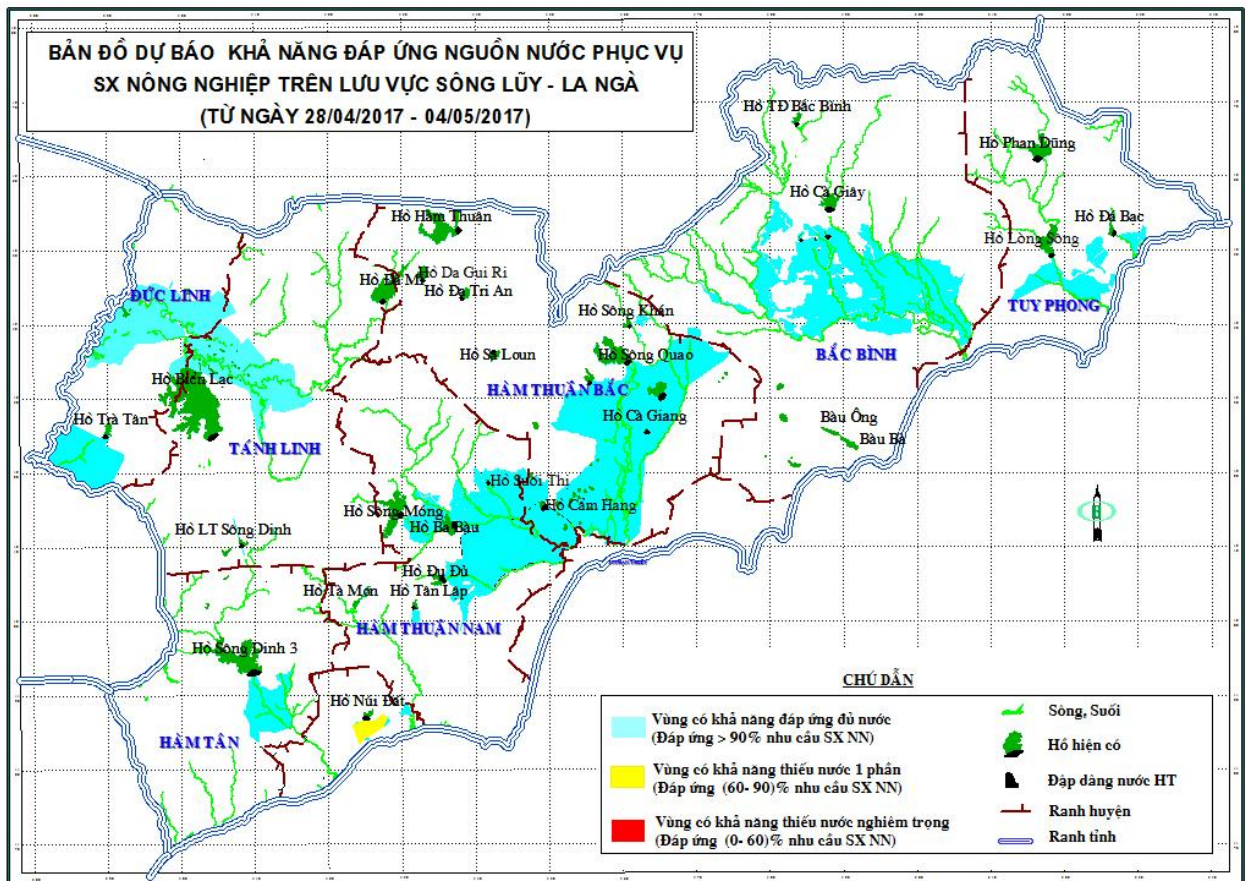 BẢN ĐỒ DỰ BÁO KHẢ NĂNG ĐÁP ỨNG NGUỒN NƯỚC PHỤC VỤ
SX NÔNG NGHIỆP TRÊN LƯU VỰC SÔNG LŨY - LA NGÀ
(TỪ NGÀY 28/04/2017 - 04/05/2017)
Hồ TĐ Bắc Bình
Hồ Phan Dũng
Hồ Cà Giây
Hồ Hàm Thuận
Hồ Đá Bạc
Hồ Lòng Sông
Hồ Đa Gui Ri
Hồ Đa Mi
Hồ Đa Tri An
ĐỨC LINH
TUY PHONG
Hồ Sông Khán
BẮC BÌNH
Hồ Sa Loun
Hồ Sông Quao
Hồ Biển Lạc
HÀM THUẬN BẮC
Hồ Trà Tân
Hồ Cà Giang
Bàu Ông
Bàu Bà
TÁNH LINH
Hồ Suối Thị
Hồ Sông Móng
Hồ Cẩm Hang
Hồ Ba Bàu
Hồ LT Sông Dinh
Hồ Đu Đủ
Hồ Tà Mon
Hồ Tân Lập
HÀM THUẬN NAM
Hồ Sông Dinh 3
Hồ Núi Đất
HÀM TÂN
CHÚ DẪN
Vùng có khả năng đáp ứng đủ nước
(Đáp ứng > 90% nhu cầu SX NN)
Vùng có khả năng thiếu nước 1 phần
(Đáp ứng (60- 90)% nhu cầu SX NN)
Vùng có khả năng thiếu nước nghiêm trọng
(Đáp ứng (0- 60)% nhu cầu SX NN)
Sông, Suối
Hồ hiện có
Đập dâng nước HT
Ranh huyện
Ranh tỉnh